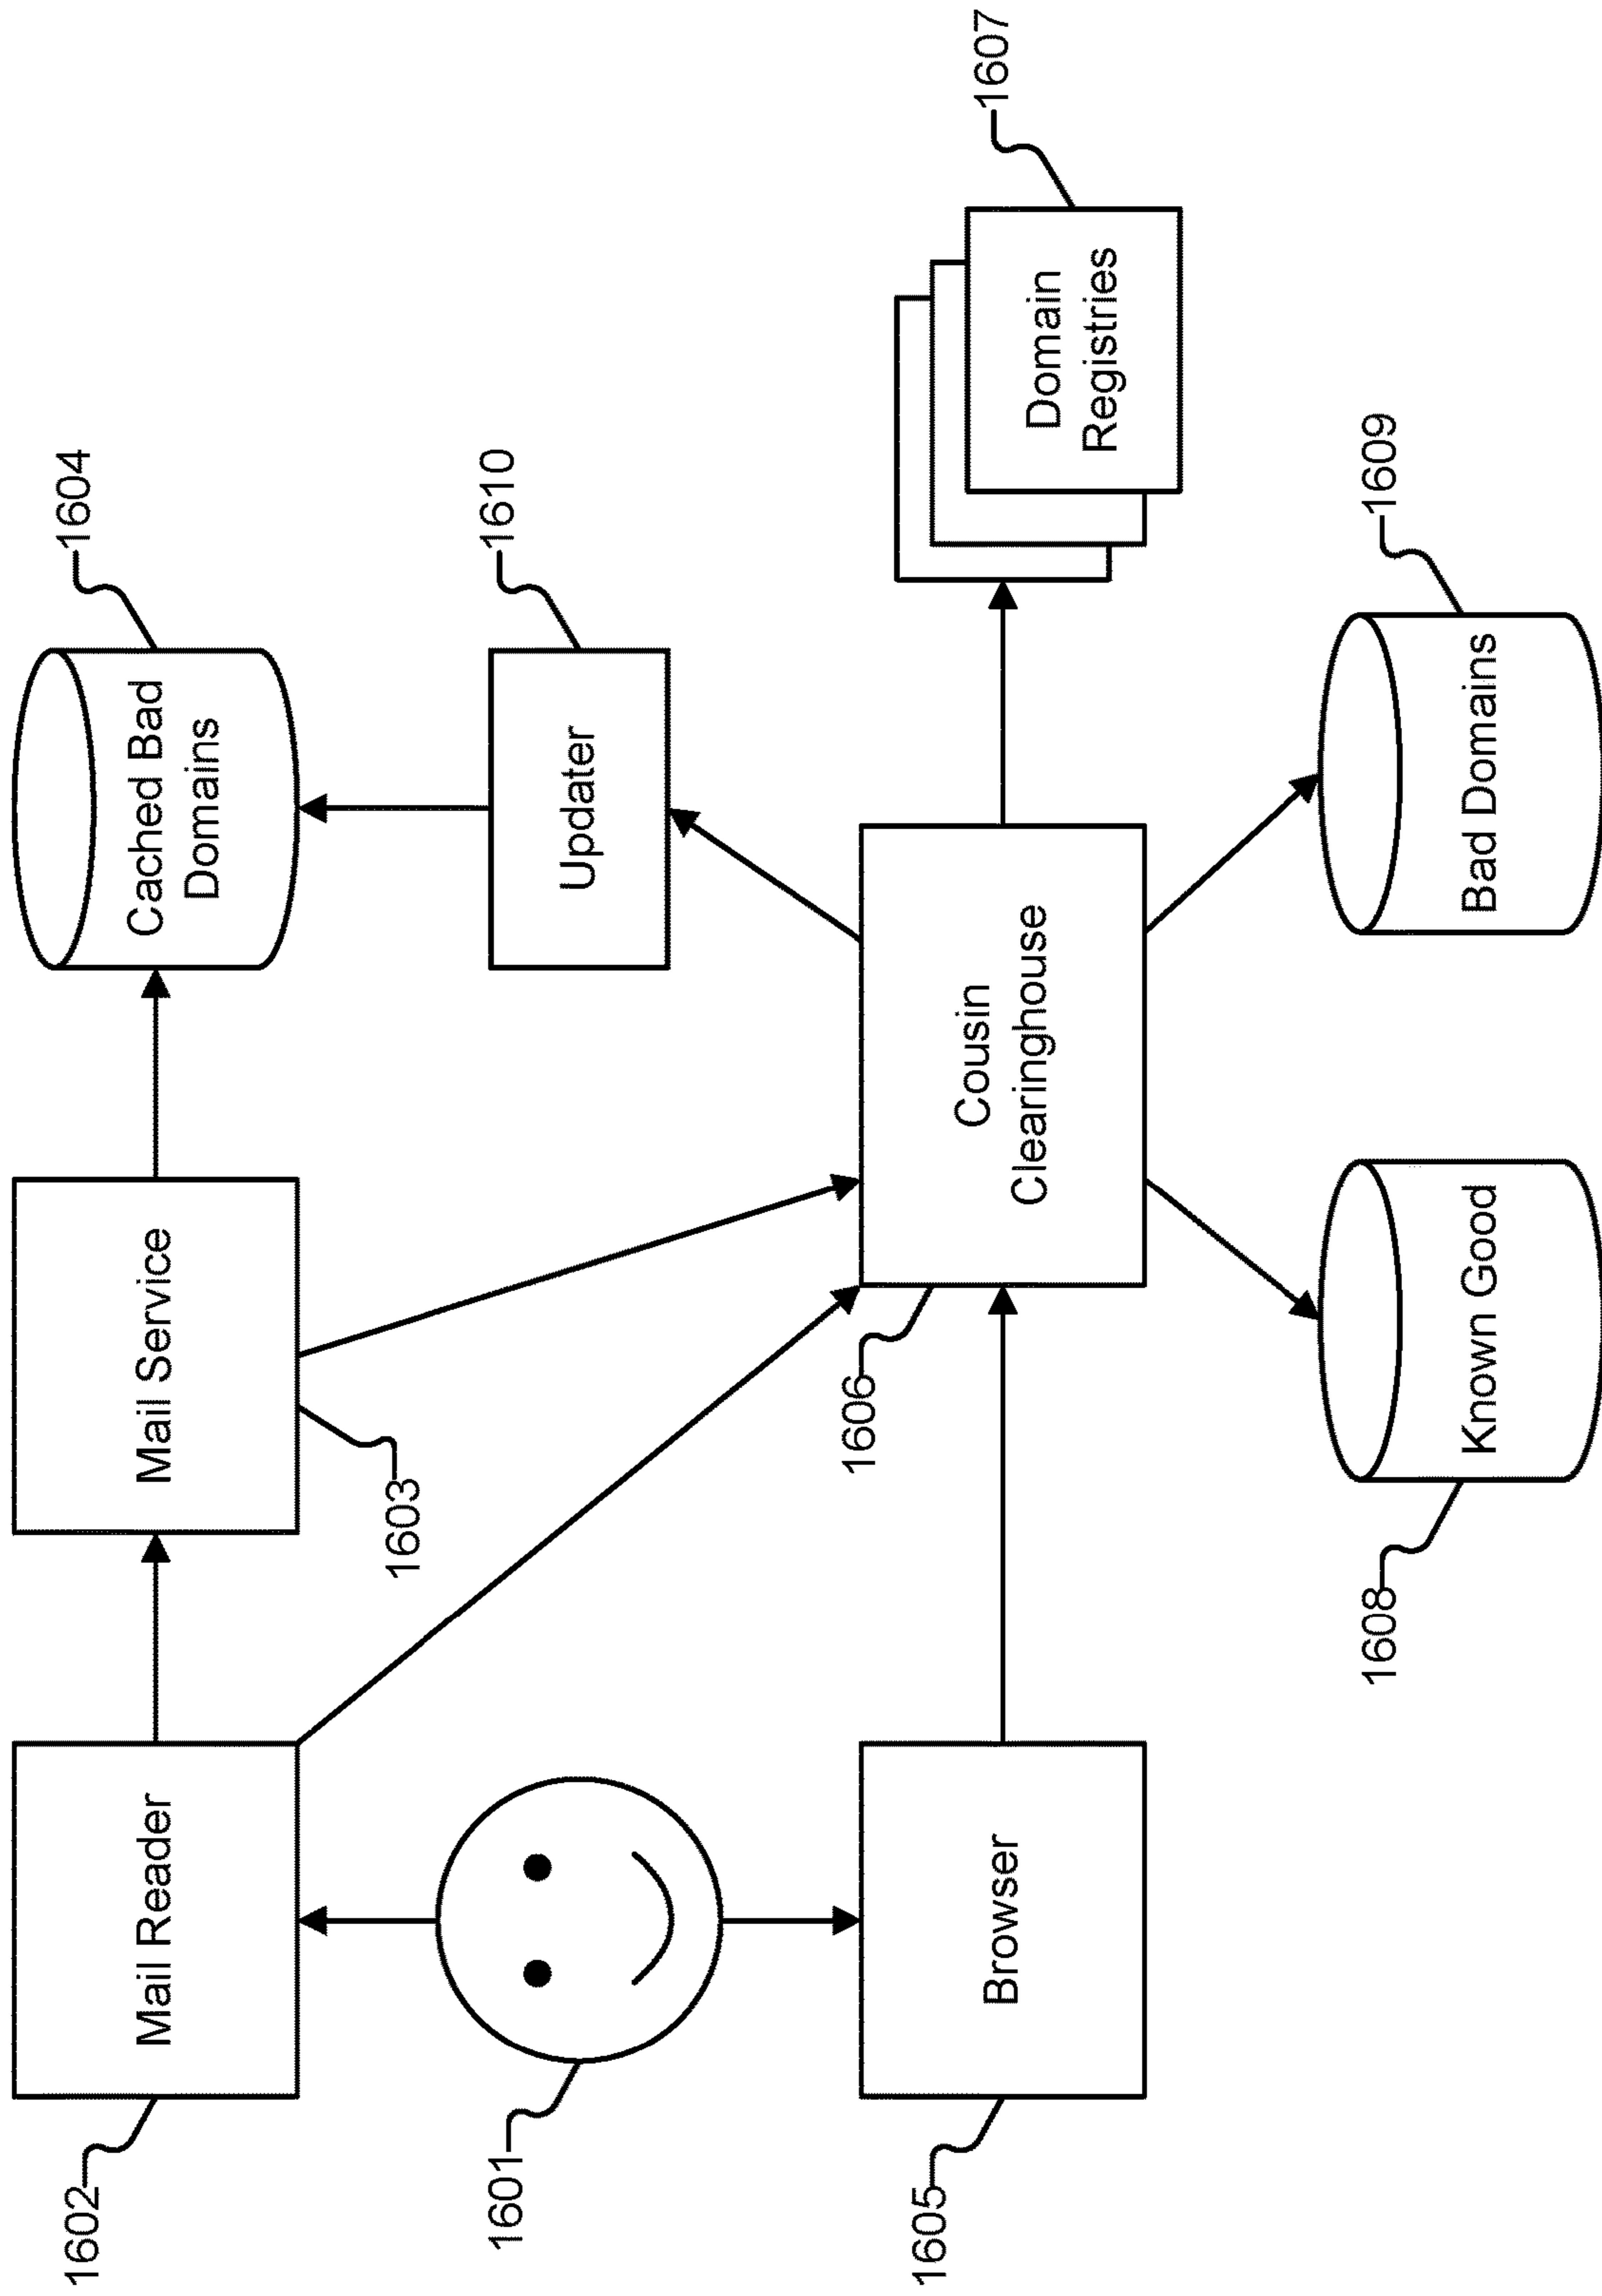 1602
Mail Reader
Mail Service
1603
Cached Bad
Domains
1604
1601
Updater
1610
1605
Browser
1606
Cousin
Clearinghouse
Domain
Registries
1607
1608
Known Good
Bad Domains
1609